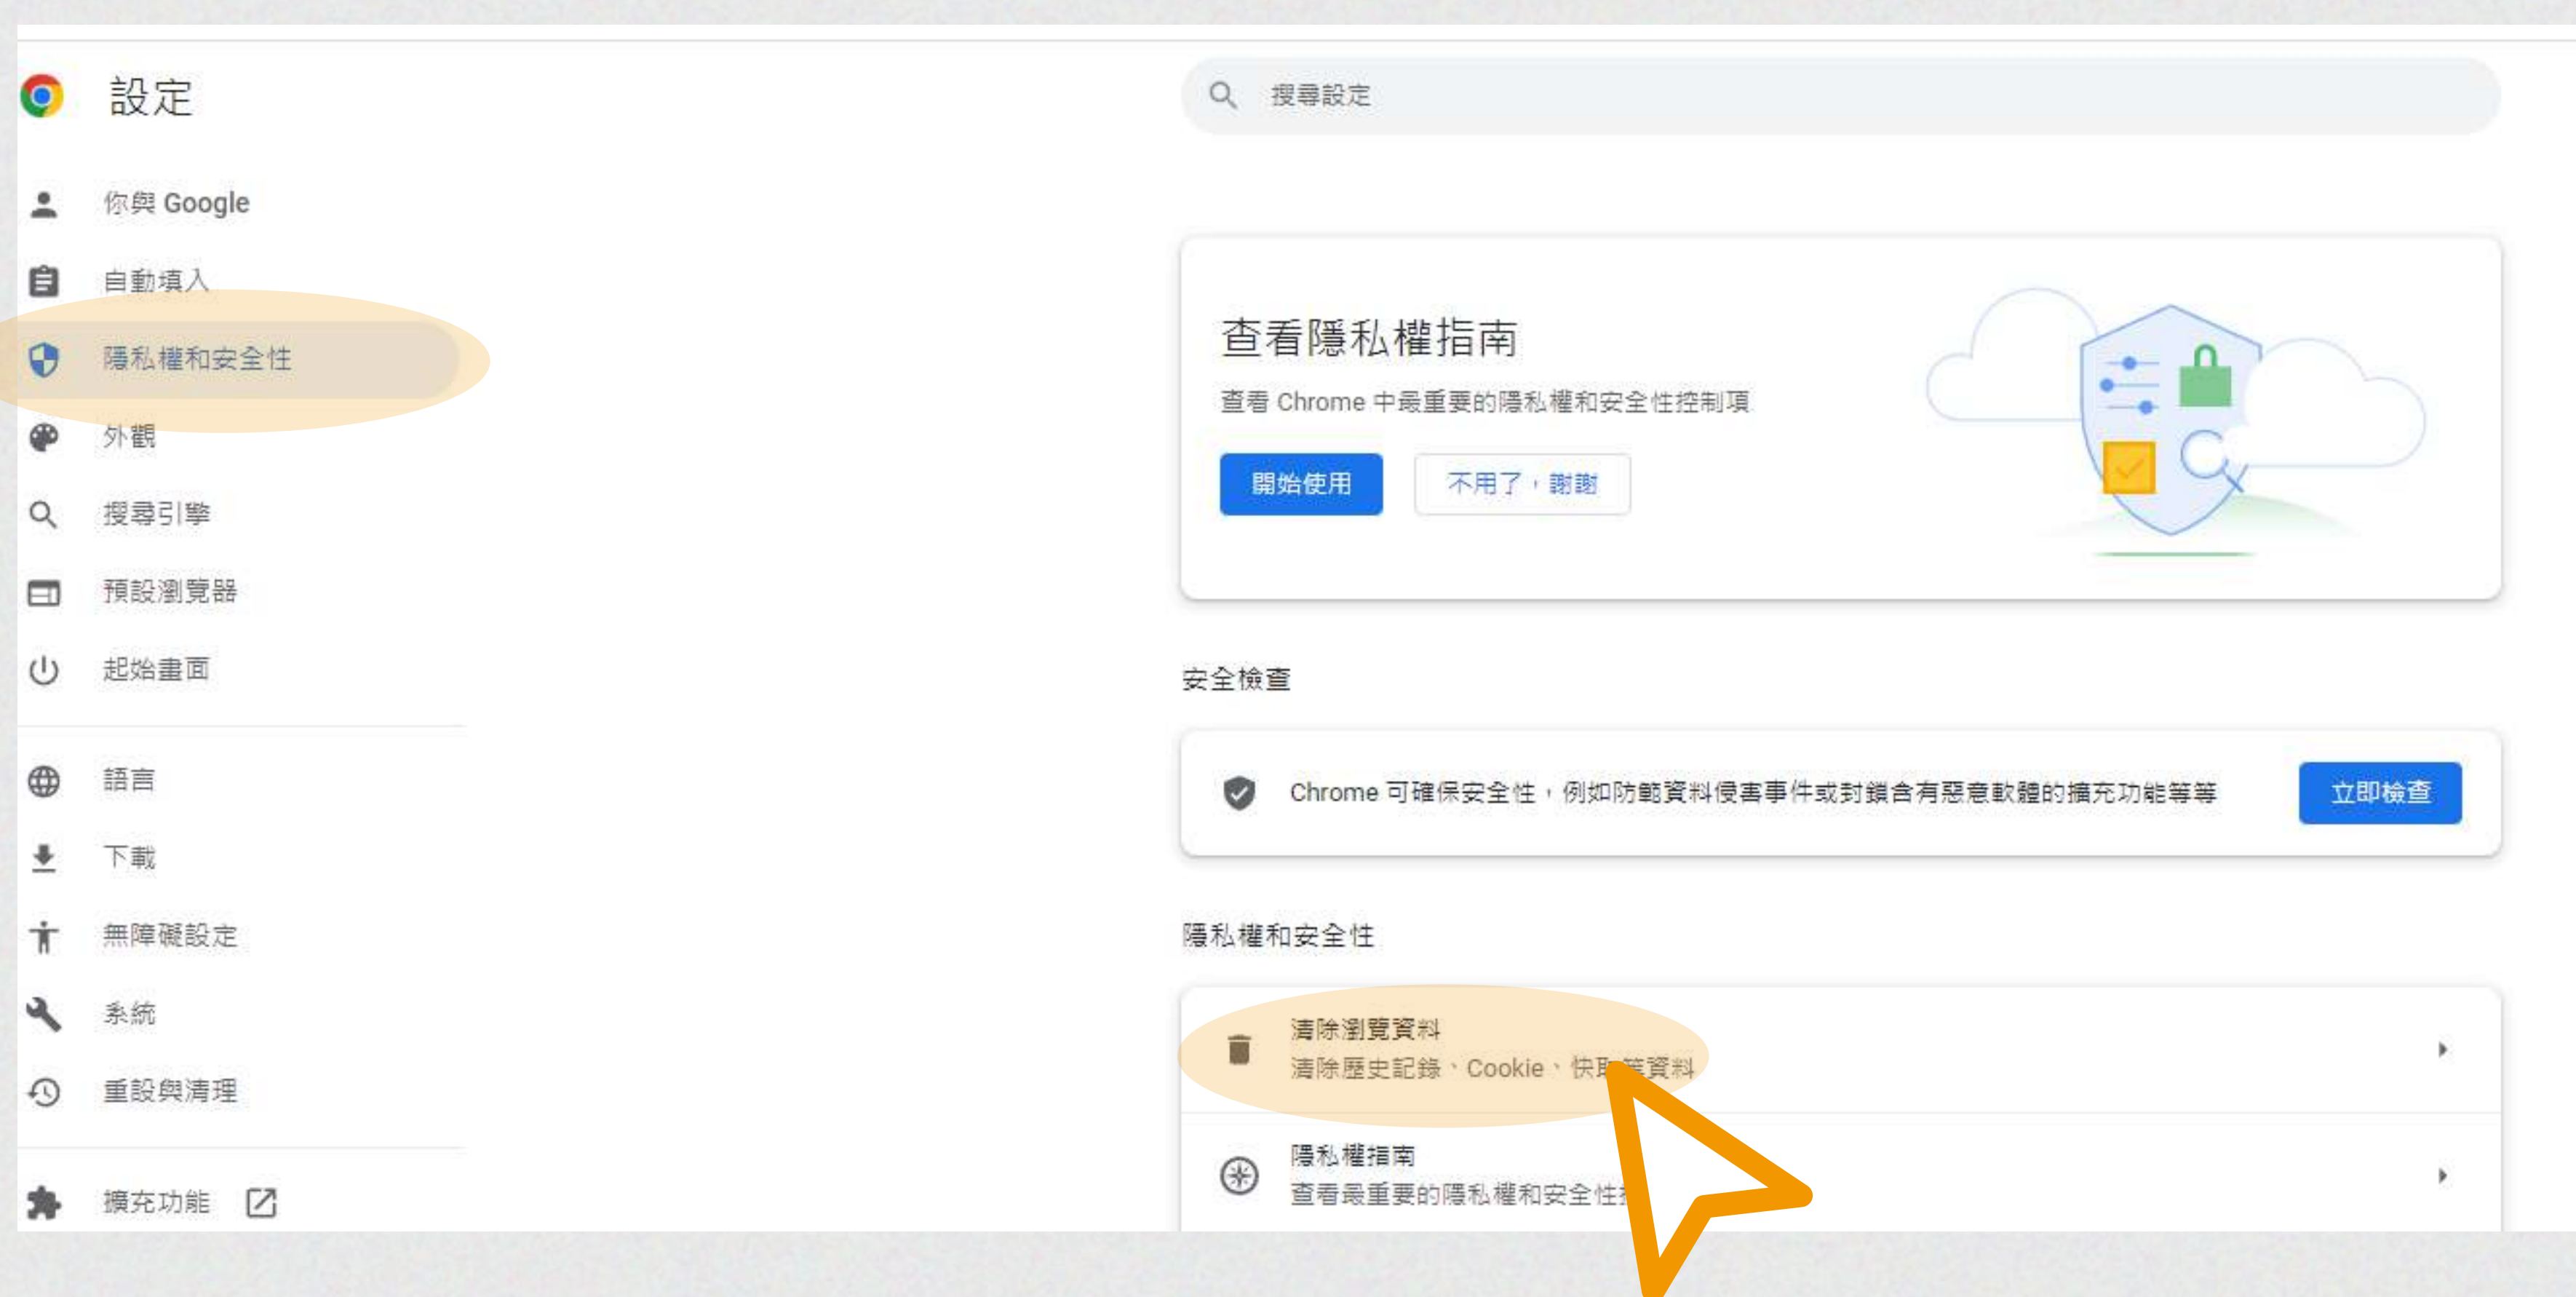 設定
搜尋設定
你與 Google
自動填入
隱私權和安全性
外觀
搜尋引擎
預設瀏覽器
起始畫面
語言
下載
無障礙設定
系統
重設與清理
擴充功能
查看隱私權指南
查看 Chrome 中最重要的隱私權和安全性控制項
開始使用
不用了，謝謝
安全檢查
Chrome 可確保安全性，例如防範資料侵害事件或封鎖含有惡意軟體的擴充功能等等
立即檢查
隱私權和安全性
清除瀏覽資料
清除歷史記錄、Cookie、快取等資料
隱私權指南
查看最重要的隱私權和安全性